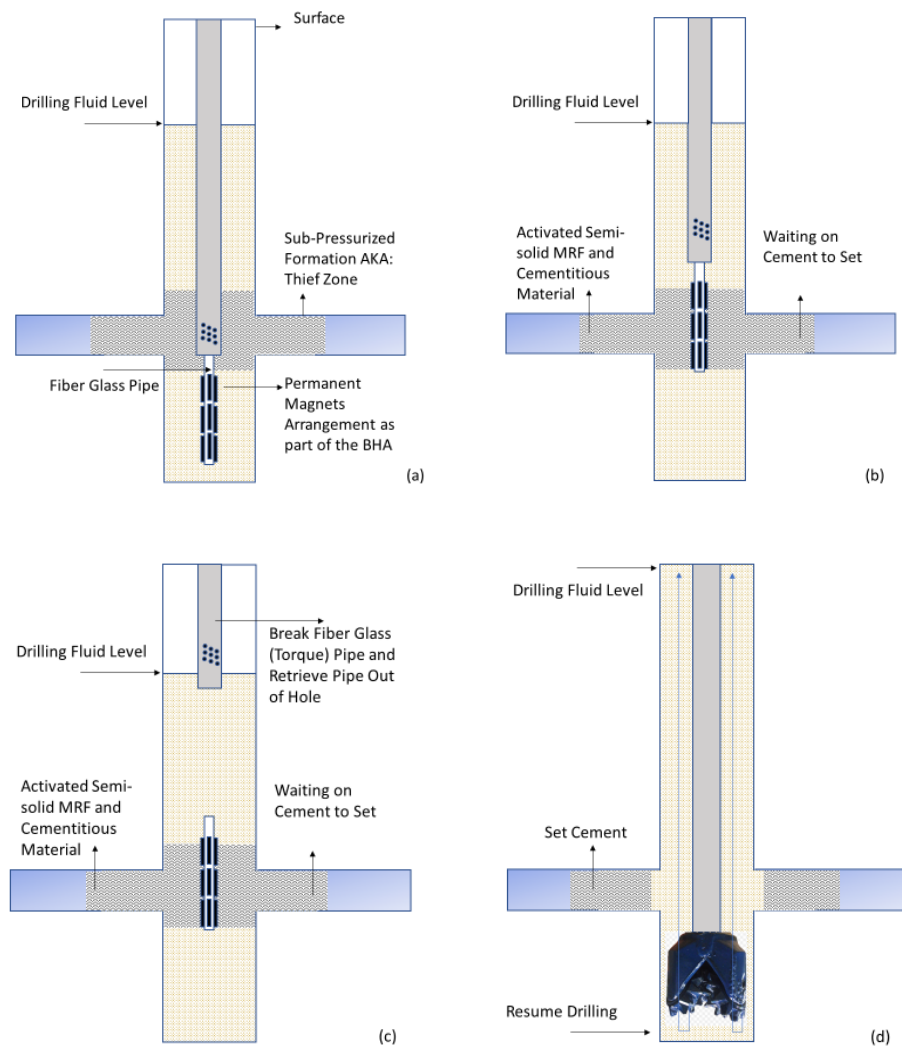 Surface
Drilling Fluid Level
Sub-Pressurized
Formation AKA:
Thief Zone
Fiber Glass Pipe
Permanent
Magnets
Arrangement as
part of the BHA
(a)
Drilling Fluid Level
Activated Semi-
solid MRF and
Cementitious
Material
Waiting on
Cement to Set
(b)
Break Fiber Glass
(Torque) Pipe and
Retrieve Pipe Out
of Hole
Drilling Fluid Level
Activated Semi-
solid MRF and
Cementitious
Material
Waiting on
Cement to Set
(c)
Drilling Fluid Level
Set Cement
Resume Drilling
(d)